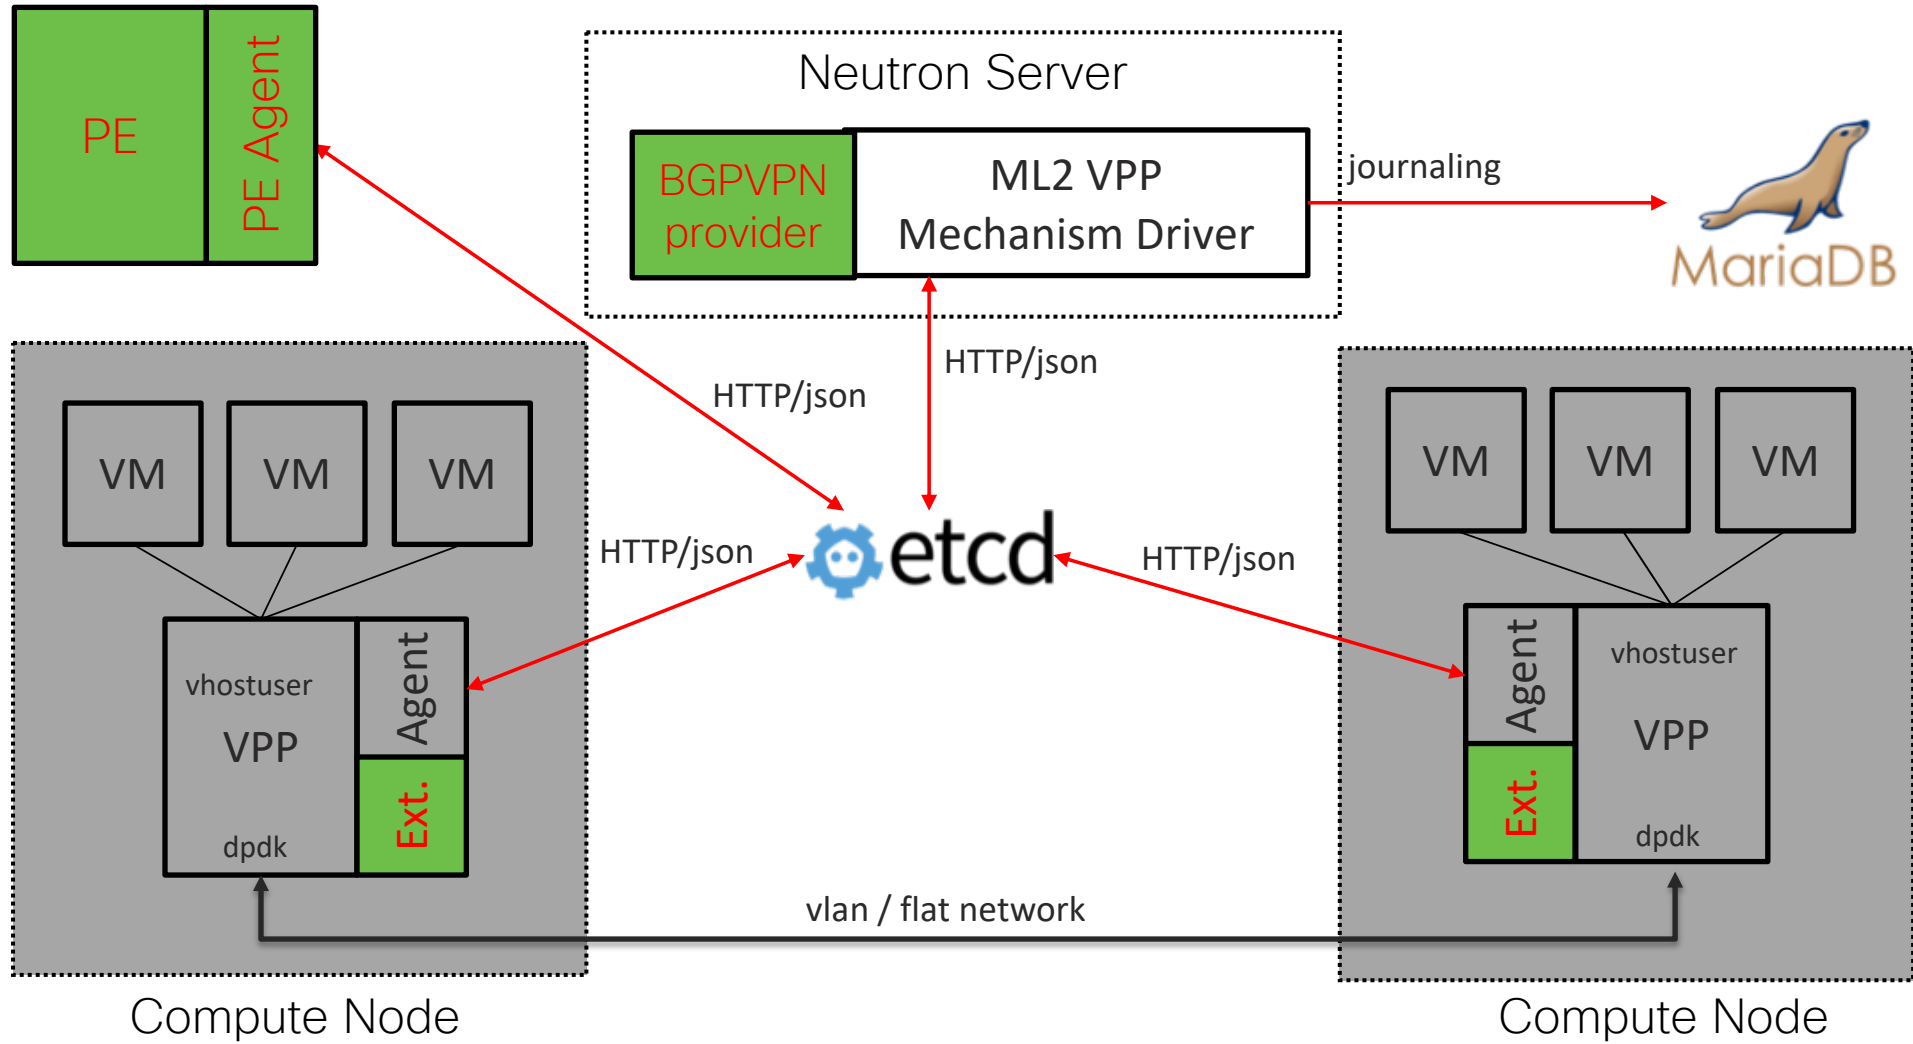 PE
PE Agent
Neutron Server
BGPVPN
provider
ML2 VPP
Mechanism Driver
journaling
MariaDB
HTTP/json
HTTP/json
VM
VM
VM
VM
VM
VM
HTTP/json
etcd
HTTP/json
vhostuser
VPP
dpdk
Agent
Ext.
Agent
Ext.
vhostuser
VPP
dpdk
vlan / flat network
Compute Node
Compute Node